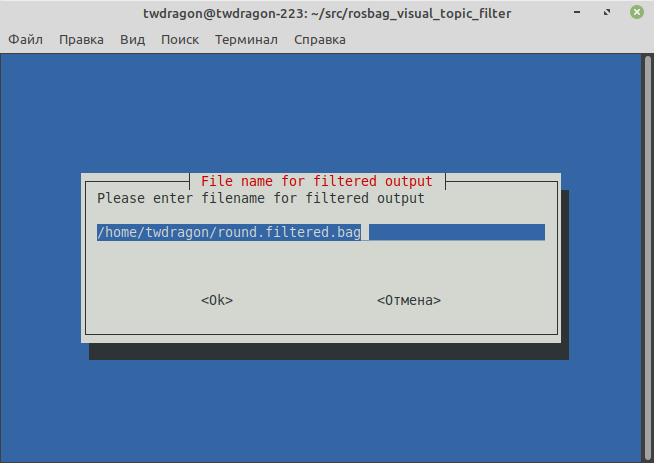 twdragon@twdragon-223: ~/src/rosbag_visual_topic_filter
Файл Правка Вид Поиск Терминал Справка
File name for filtered output
Please enter filename for filtered output
/home/twdragon/round.filtered.bag
<Ok> <Отмена>